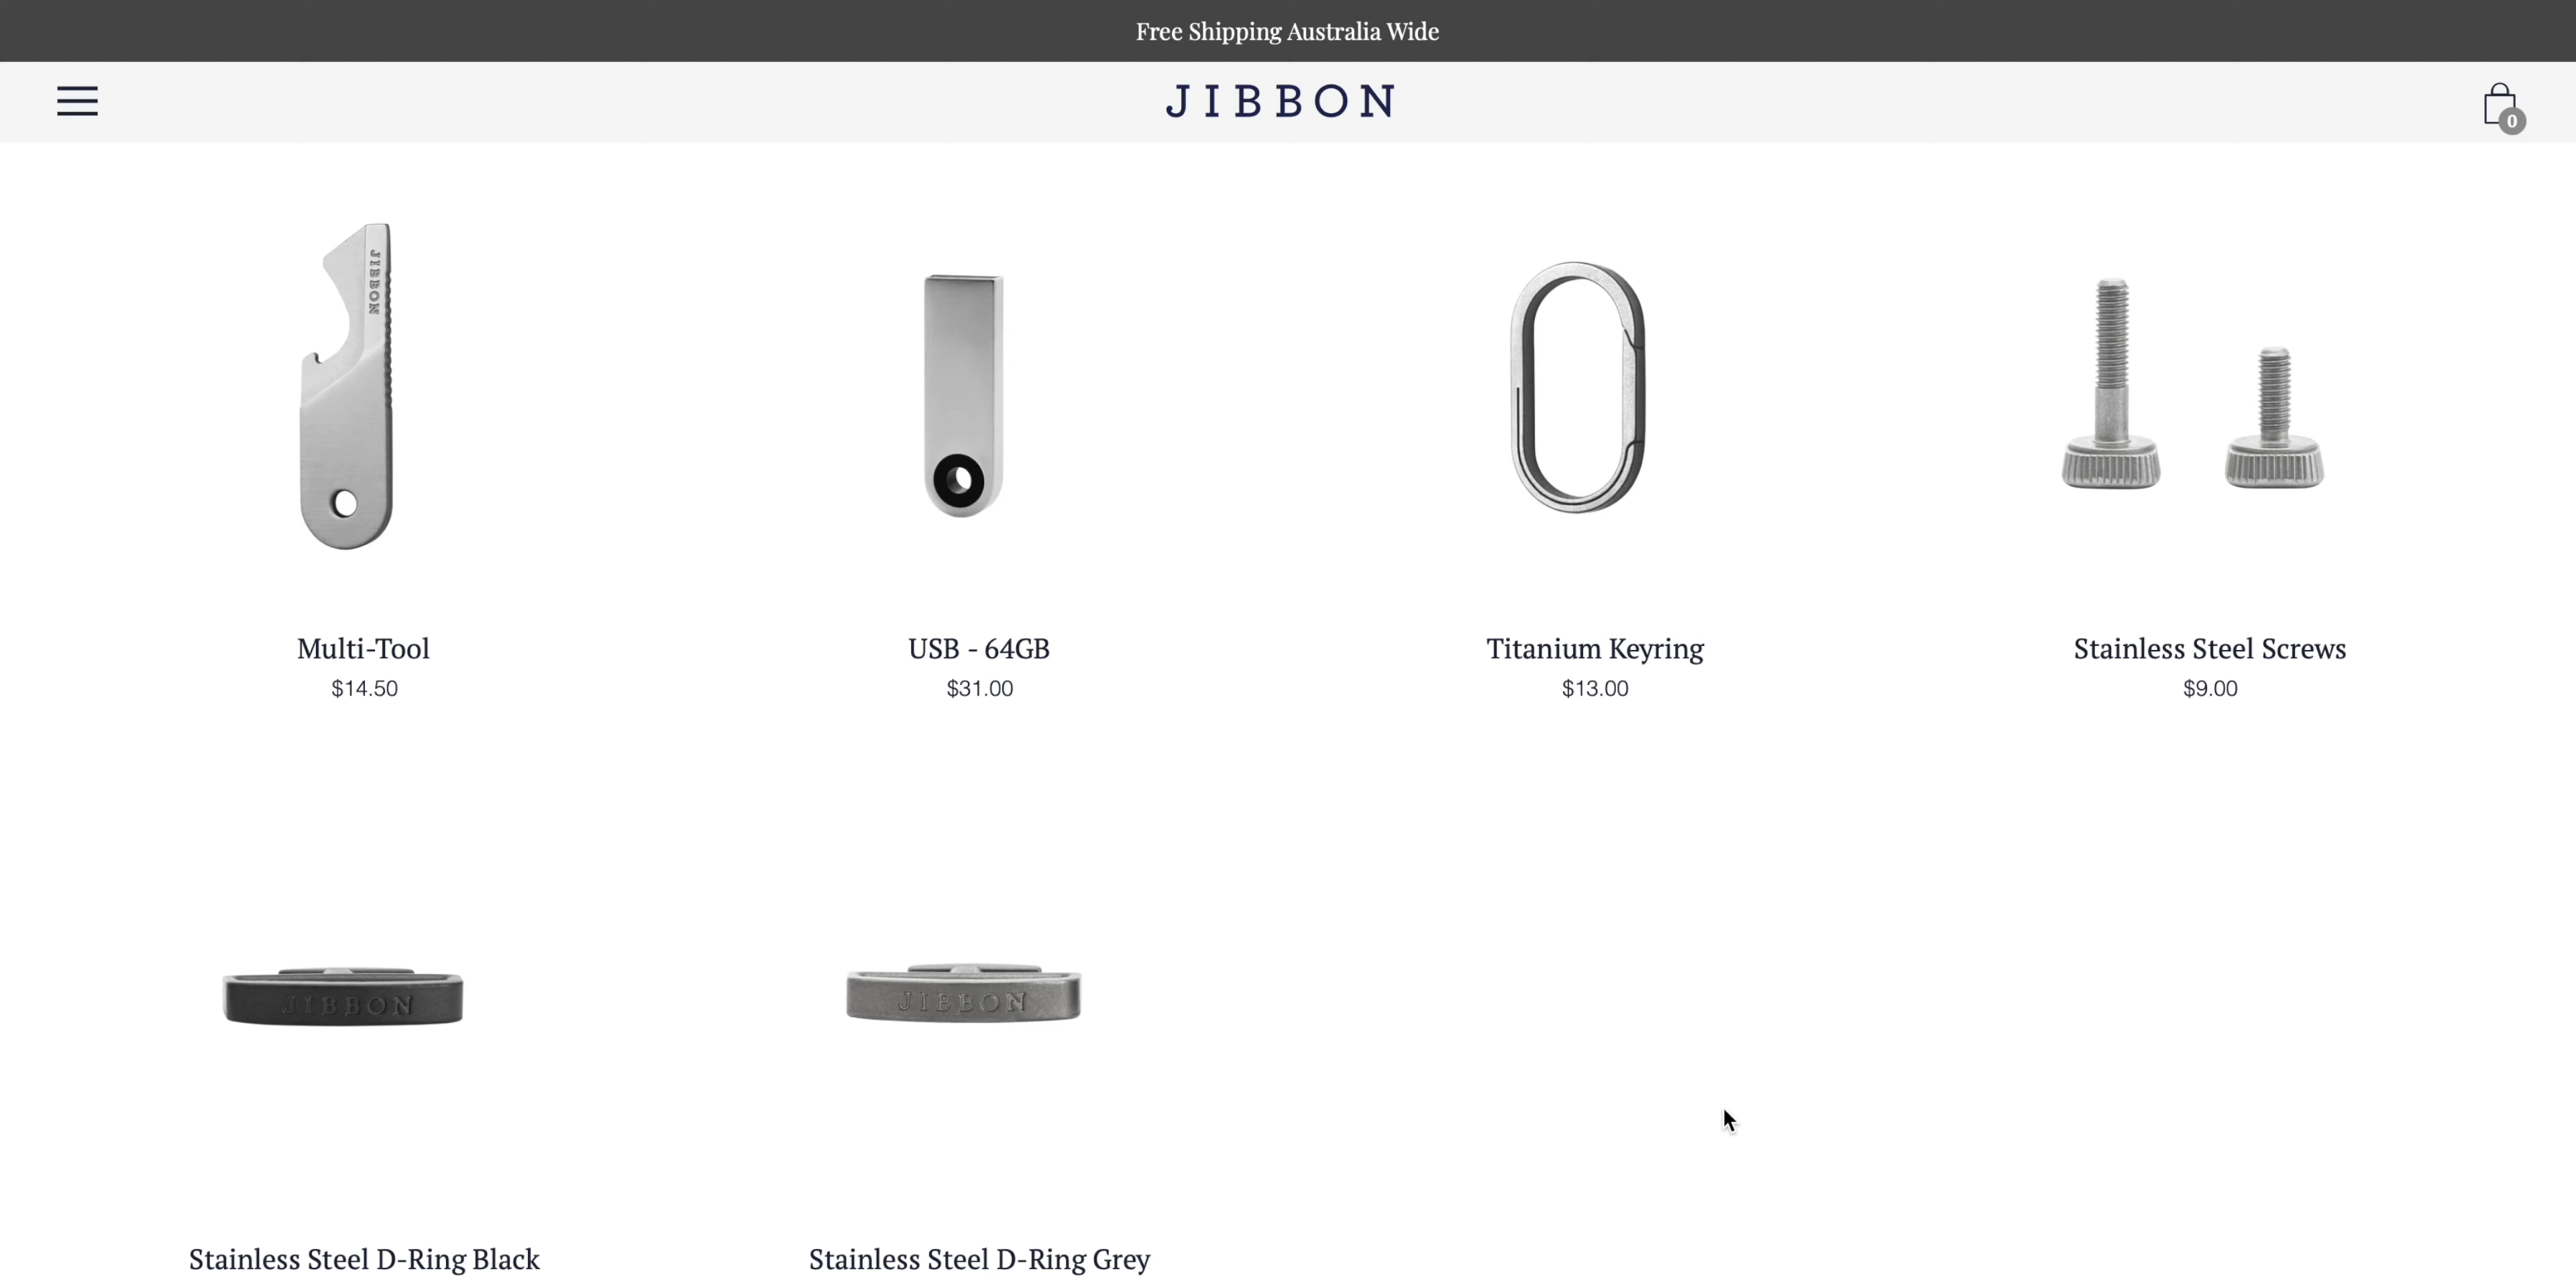 Free Shipping Australia Wide
JIBBON
0
JIBBON
Multi-Tool
$14.50
USB - 64GB
$31.00
Titanium Keyring
$13.00
Stainless Steel Screws
$9.00
JIBBON
JIBBON
Stainless Steel D-Ring Black
Stainless Steel D-Ring Grey